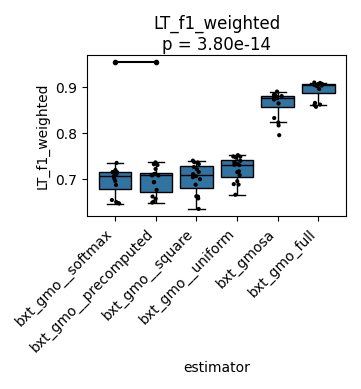 LT_f1_weighted
p = 3.80e-14
LT_f1_weighted
0.9
0.8
0.7
bxt_gmo__softmax
bxt_gmo__precomputed
bxt_gmo__square
bxt_gmo__uniform
bxt_gmosa
bxt_gmo_full
estimator